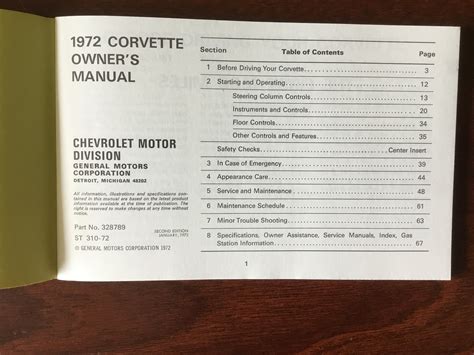 1972 CORVETTE
OWNER'S
MANUAL
CHEVROLET MOTOR
DIVISION
GENERAL MOTORS
CORPORATION
DETROIT, MICHIGAN 48202
All information, illustrations and specifications con-
tained in this manual are based on the latest product
information available at the time of publication. The
right is reserved to make changes at any time without
notice.
Part No. 328789
ST 310-72
SECOND EDITION
JANUARY, 1972
© GENERAL MOTORS CORPORATION 1972
Section Table of Contents Page
1 Before Driving Your Corvette 3
2 Starting and Operating 12
Steering Column Controls 13
Instruments and Controls 20
Floor Controls 34
Other Controls and Features 35
Safety Checks Center Insert
3 In Case of Emergency 39
4 Appearance Care 44
5 Service and Maintenance 48
6 Maintenance Schedule 61
7 Minor Trouble Shooting 63
8 Specifications, Owner Assistance, Service Manuals, Index, Gas
Station Information 67
1